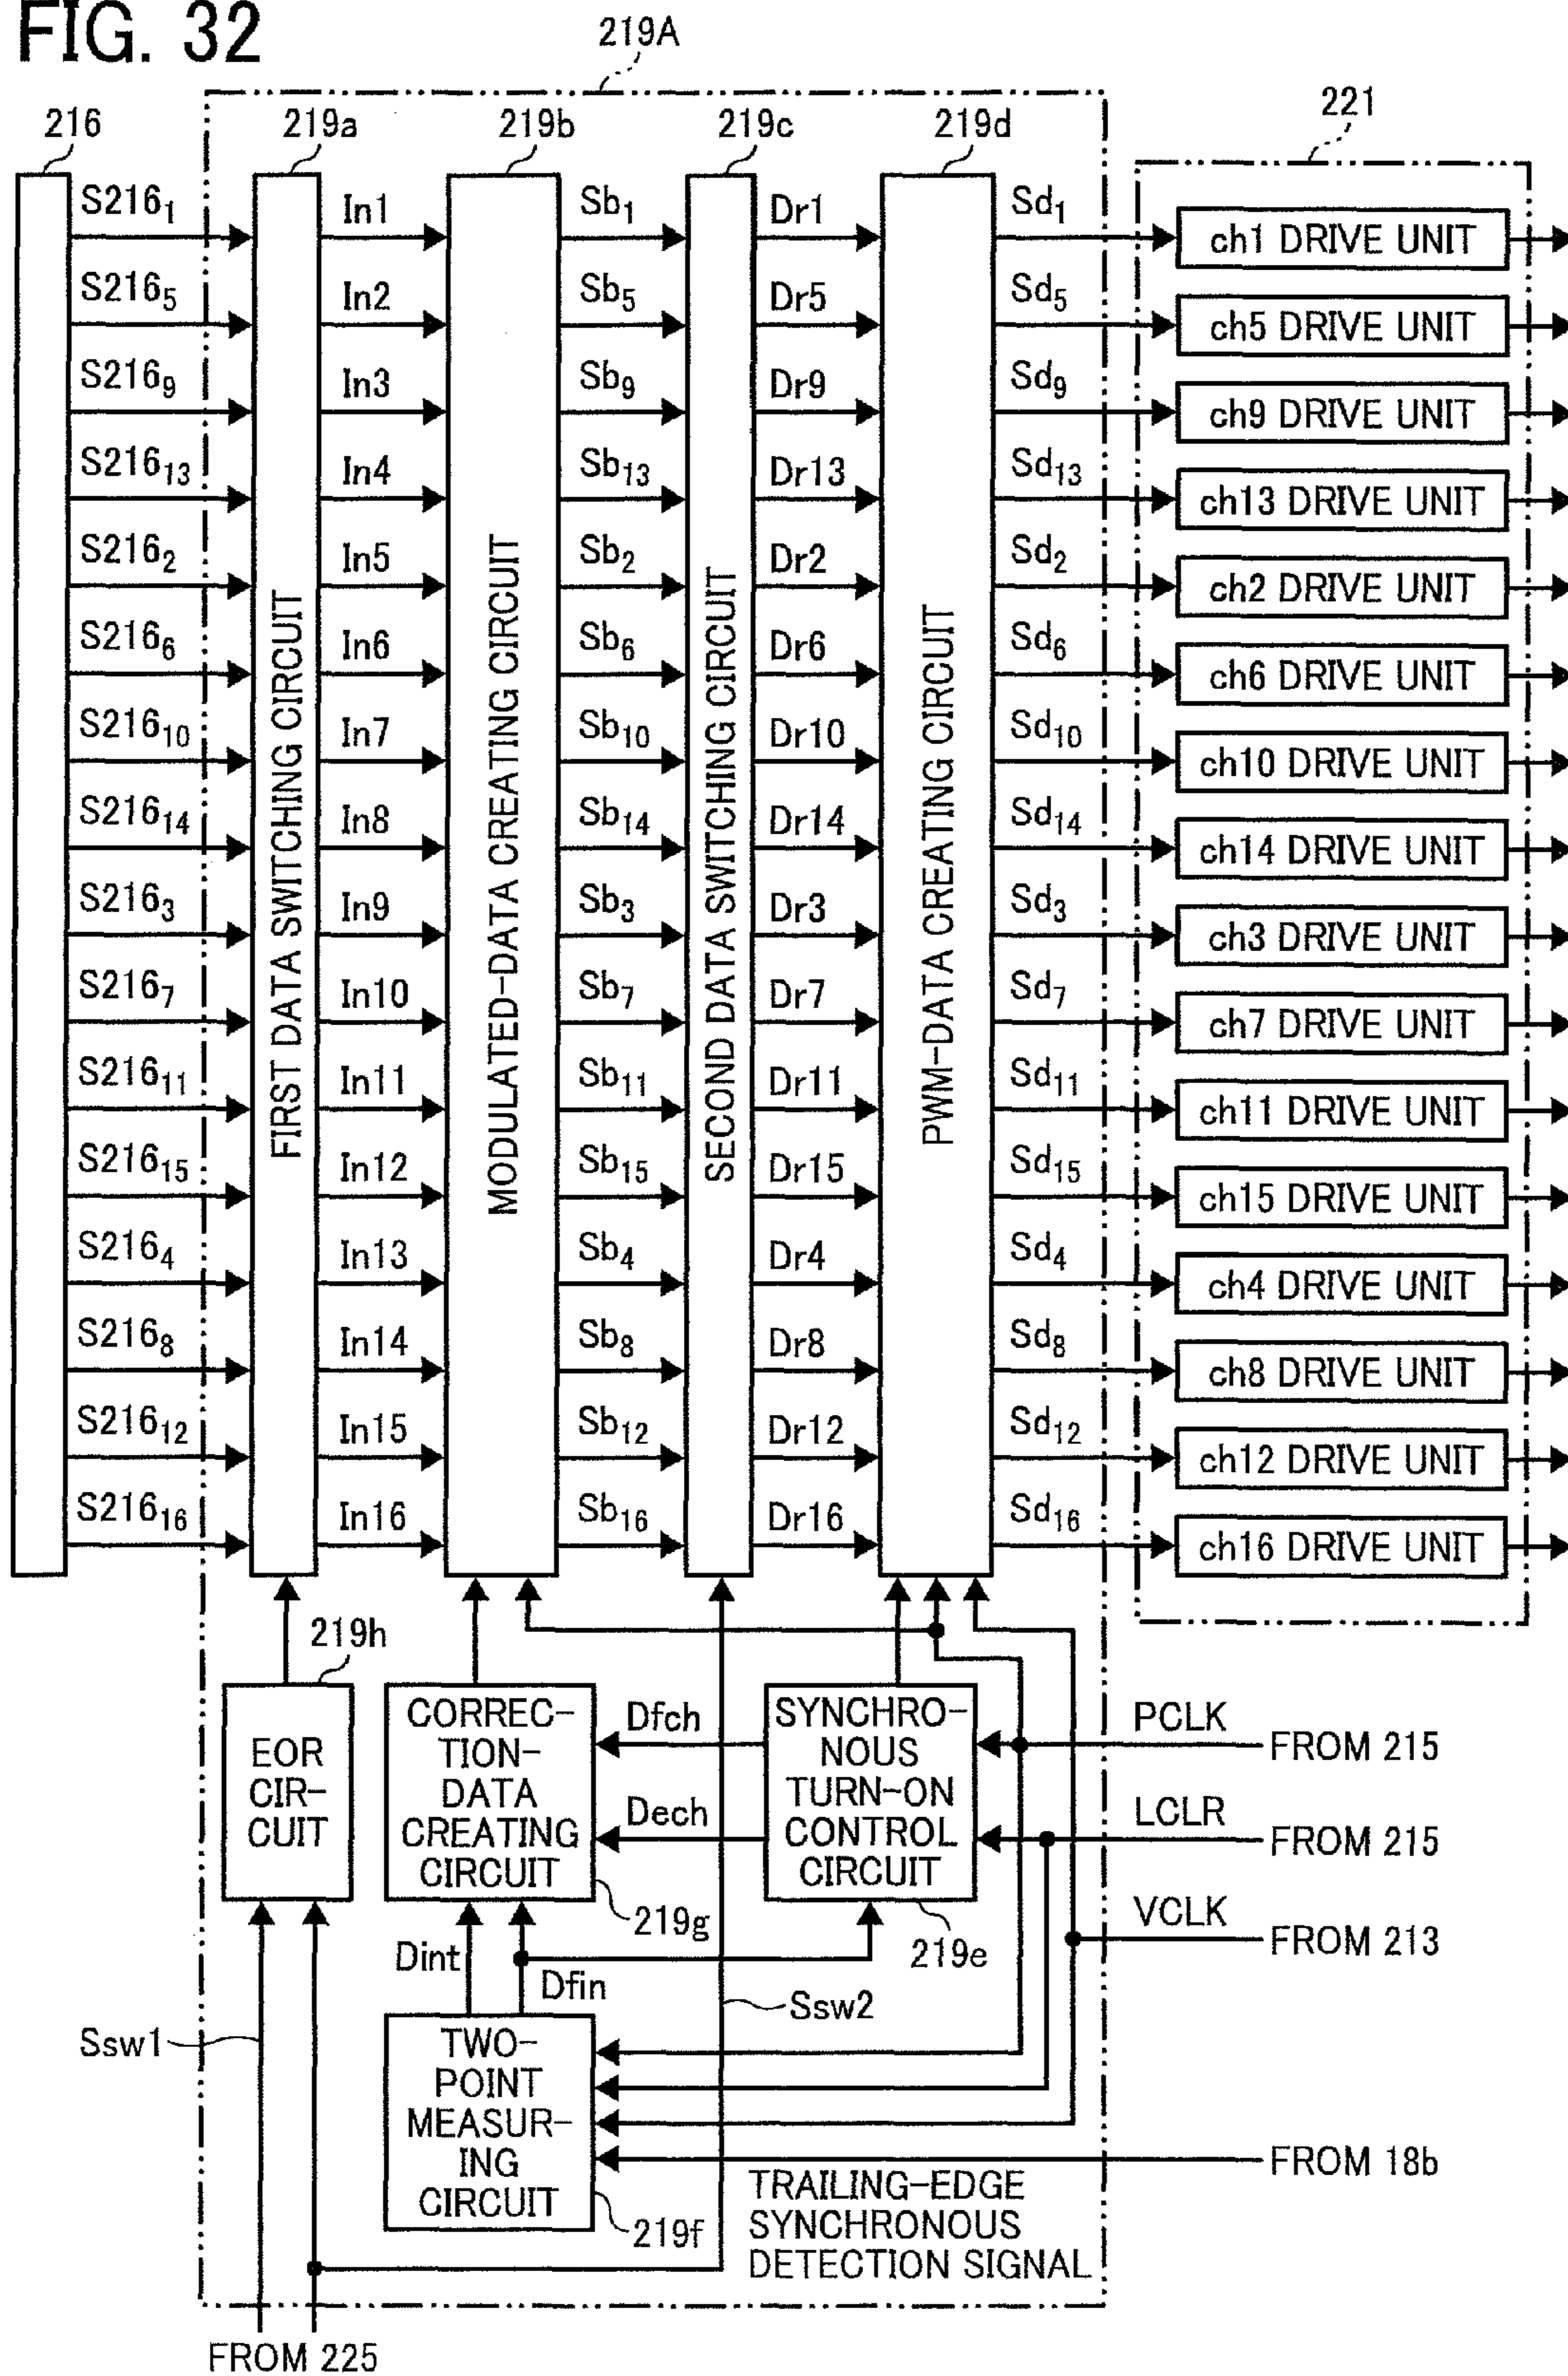 FIG. 32
219A
216
219a
219b
219c
219d
221
S216₁ In1 Sb₁ Dr1 Sd₁ ch1 DRIVE UNIT
S216₅ In2 Sb₅ Dr5 Sd₅ ch5 DRIVE UNIT
S216₉ In3 Sb₉ Dr9 Sd₉ ch9 DRIVE UNIT
S216₁₃ In4 Sb₁₃ Dr13 Sd₁₃ ch13 DRIVE UNIT
S216₂ In5 Sb₂ Dr2 Sd₂ ch2 DRIVE UNIT
S216₆ In6 Sb₆ Dr6 Sd₆ ch6 DRIVE UNIT
S216₁₀ In7 Sb₁₀ Dr10 Sd₁₀ ch10 DRIVE UNIT
S216₁₄ In8 Sb₁₄ Dr14 Sd₁₄ ch14 DRIVE UNIT
S216₃ In9 Sb₃ Dr3 Sd₃ ch3 DRIVE UNIT
S216₇ In10 Sb₇ Dr7 Sd₇ ch7 DRIVE UNIT
S216₁₁ In11 Sb₁₁ Dr11 Sd₁₁ ch11 DRIVE UNIT
S216₁₅ In12 Sb₁₅ Dr15 Sd₁₅ ch15 DRIVE UNIT
S216₄ In13 Sb₄ Dr4 Sd₄ ch4 DRIVE UNIT
S216₈ In14 Sb₈ Dr8 Sd₈ ch8 DRIVE UNIT
S216₁₂ In15 Sb₁₂ Dr12 Sd₁₂ ch12 DRIVE UNIT
S216₁₆ In16 Sb₁₆ Dr16 Sd₁₆ ch16 DRIVE UNIT
FIRST DATA SWITCHING CIRCUIT
MODULATED-DATA CREATING CIRCUIT
SECOND DATA SWITCHING CIRCUIT
PWM-DATA CREATING CIRCUIT
219h
EOR
CIR-
CUIT
CORREC-
TION-
DATA
CREATING
CIRCUIT
219g
Dfch
Dech
SYNCHRO-
NOUS
TURN-ON
CONTROL
CIRCUIT
219e
PCLK
FROM 215
LCLR
FROM 215
VCLK
FROM 213
Dint
Dfin
Ssw2
Ssw1
TWO-
POINT
MEASUR-
ING
CIRCUIT
219f
FROM 18b
TRAILING-EDGE
SYNCHRONOUS
DETECTION SIGNAL
FROM 225